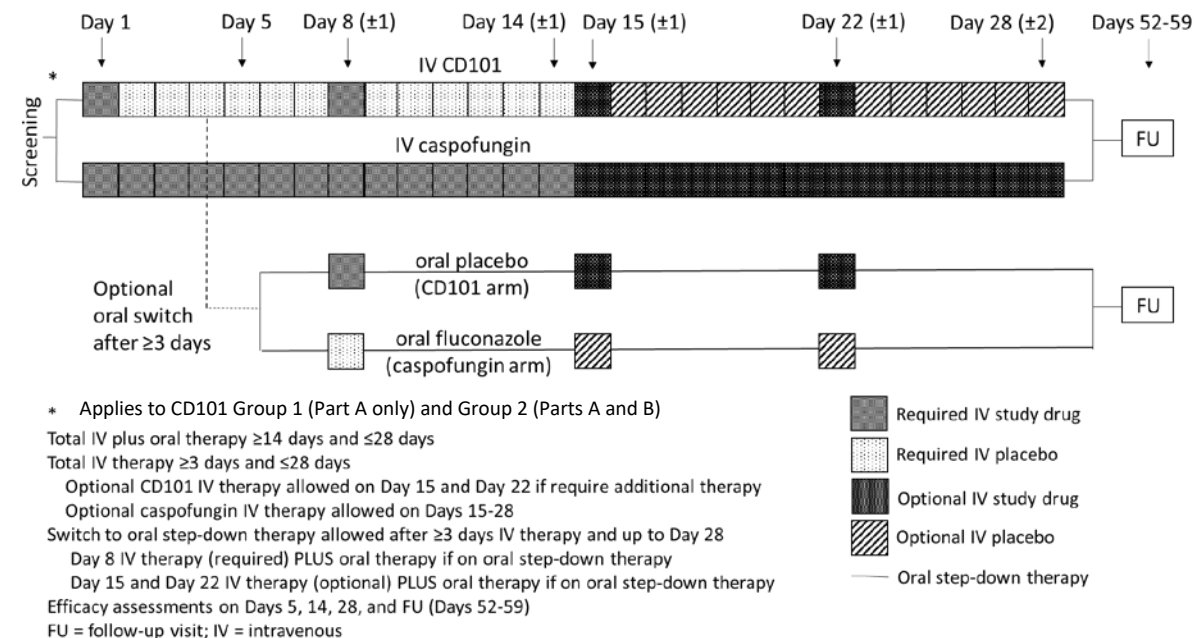 Day 1 Day 5 Day 8 (±1) Day 14 (±1) Day 15 (±1) Day 22 (±1) Day 28 (±2) Days 52-59
IV CD101
*
Screening
FU
IV caspofungin
Optional
oral switch
after ≥3 days
oral placebo
(CD101 arm)
FU
oral fluconazole
(caspofungin arm)
* Applies to CD101 Group 1 (Part A only) and Group 2 (Parts A and B)
Total IV plus oral therapy ≥14 days and ≤28 days
Total IV therapy ≥3 days and ≤28 days
Optional CD101 IV therapy allowed on Day 15 and Day 22 if require additional therapy
Optional caspofungin IV therapy allowed on Days 15-28
Switch to oral step-down therapy allowed after ≥3 days IV therapy and up to Day 28
Day 8 IV therapy (required) PLUS oral therapy if on oral step-down therapy
Day 15 and Day 22 IV therapy (optional) PLUS oral therapy if on oral step-down therapy
Efficacy assessments on Days 5, 14, 28, and FU (Days 52-59)
FU = follow-up visit; IV = intravenous
Required IV study drug
Required IV placebo
Optional IV study drug
Optional IV placebo
Oral step-down therapy